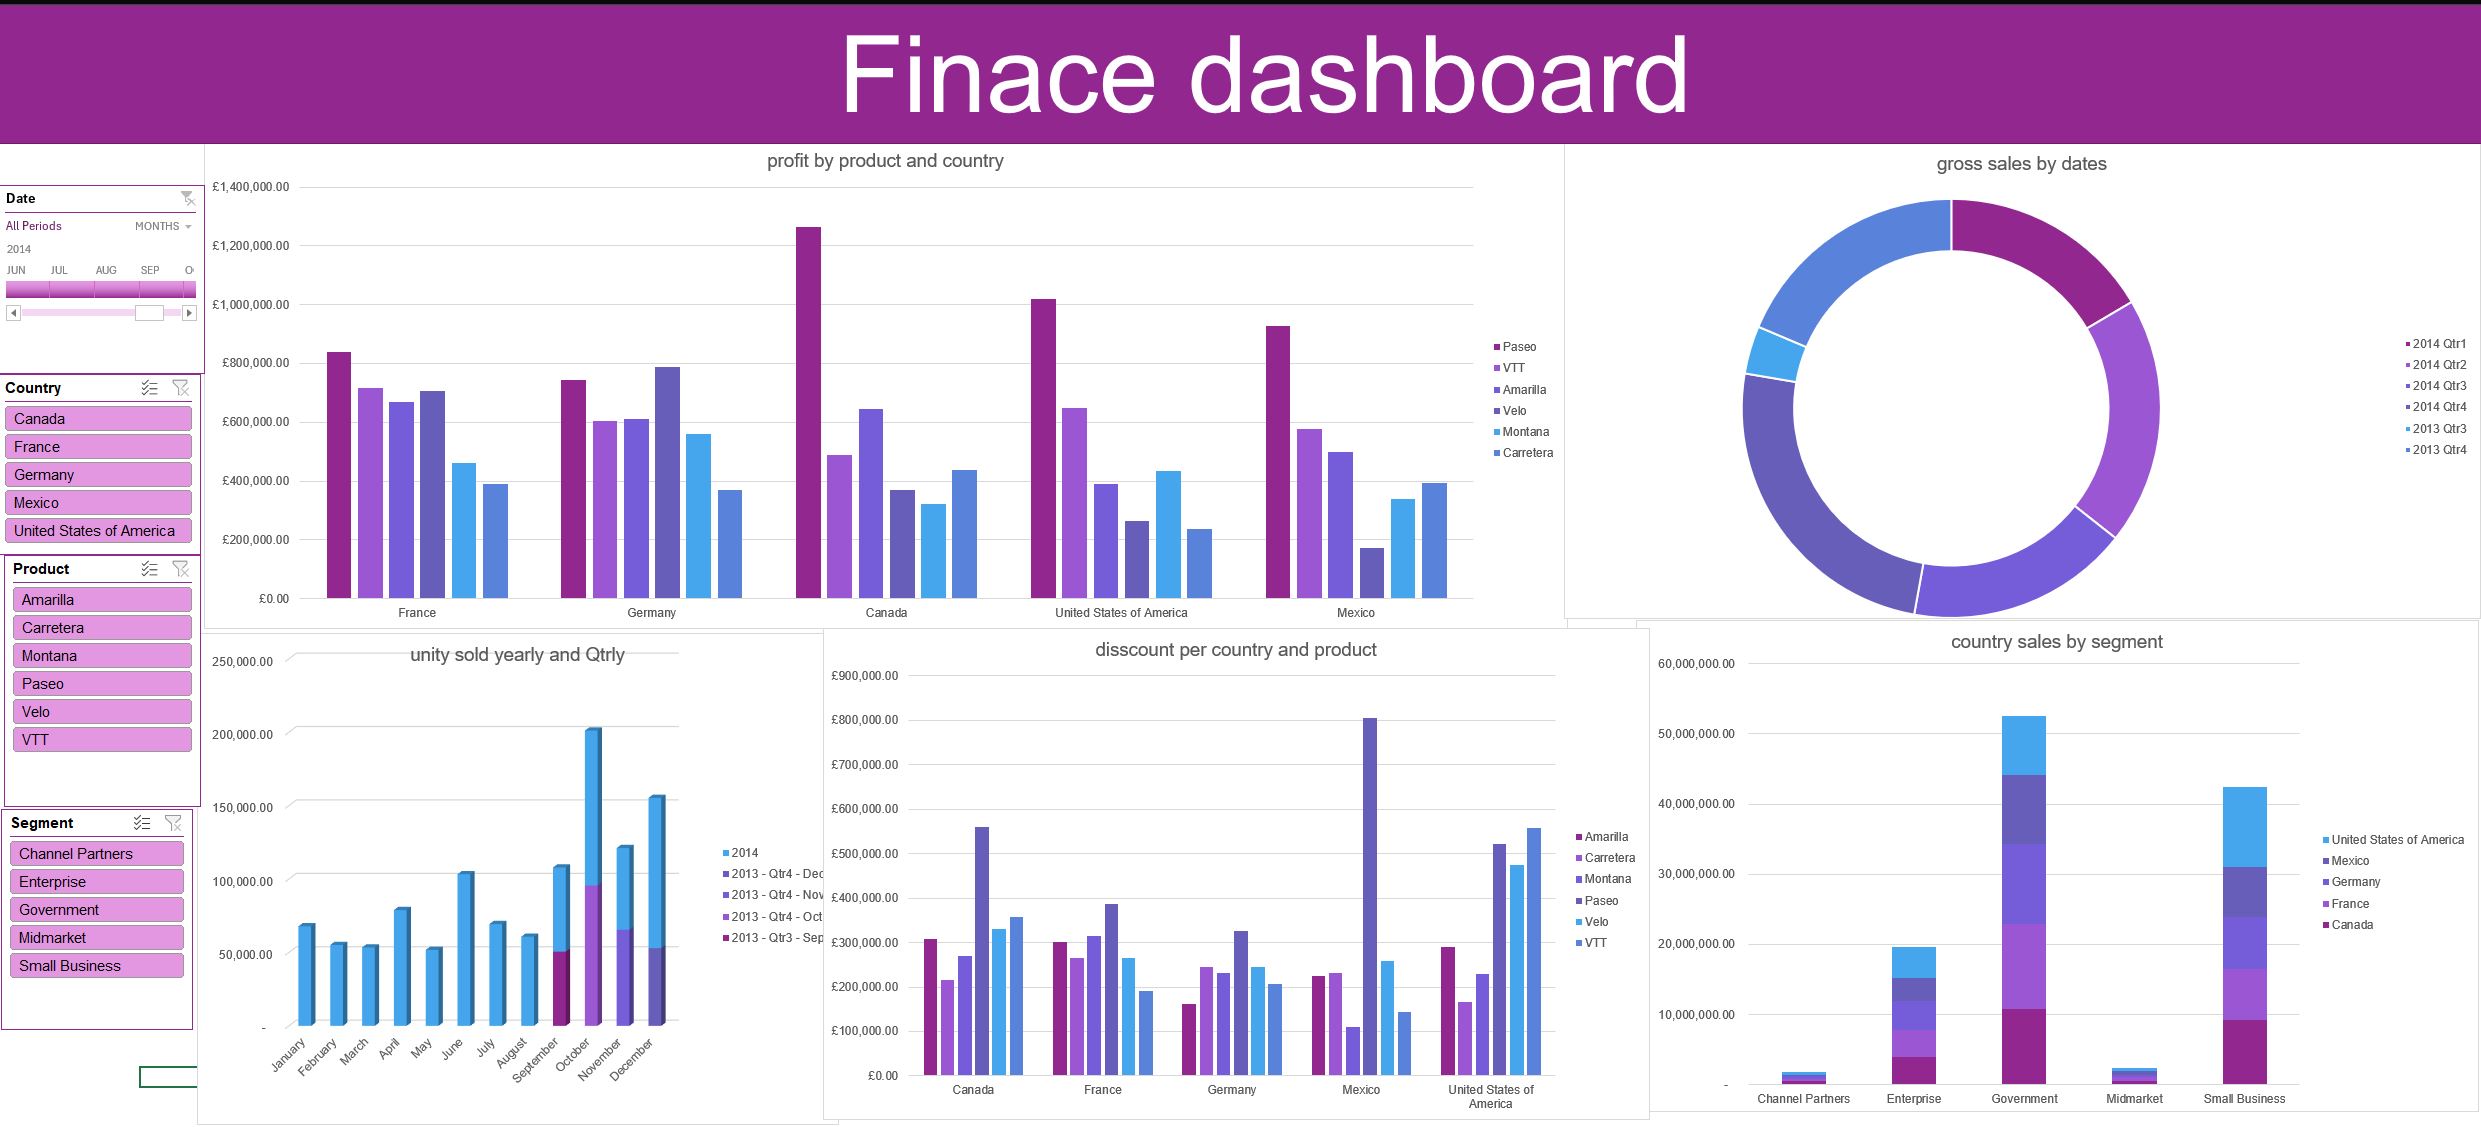 Finace dashboard
Date
All Periods
MONTHS
2014
JUN JUL AUG SEP O
Country
Canada
France
Germany
Mexico
United States of America
Product
Amarilla
Carretera
Montana
Paseo
Velo
VTT
Segment
Channel Partners
Enterprise
Government
Midmarket
Small Business
profit by product and country
£1,400,000.00
£1,200,000.00
£1,000,000.00
£800,000.00
£600,000.00
£400,000.00
£200,000.00
£0.00
France Germany Canada United States of America Mexico
Paseo
VTT
Amarilla
Velo
Montana
Carretera
gross sales by dates
2014 Qtr1
2014 Qtr2
2014 Qtr3
2014 Qtr4
2013 Qtr3
2013 Qtr4
unity sold yearly and Qtrly
250,000.00
200,000.00
150,000.00
100,000.00
50,000.00
-
January February March April May June July August September October November December
2014
2013 - Qtr4 - Dec
2013 - Qtr4 - Nov
2013 - Qtr4 - Oct
2013 - Qtr3 - Sep
disscount per country and product
£900,000.00
£800,000.00
£700,000.00
£600,000.00
£500,000.00
£400,000.00
£300,000.00
£200,000.00
£100,000.00
£0.00
Canada France Germany Mexico United States of
America
Amarilla
Carretera
Montana
Paseo
Velo
VTT
country sales by segment
60,000,000.00
50,000,000.00
40,000,000.00
30,000,000.00
20,000,000.00
10,000,000.00
-
Channel Partners Enterprise Government Midmarket Small Business
United States of America
Mexico
Germany
France
Canada